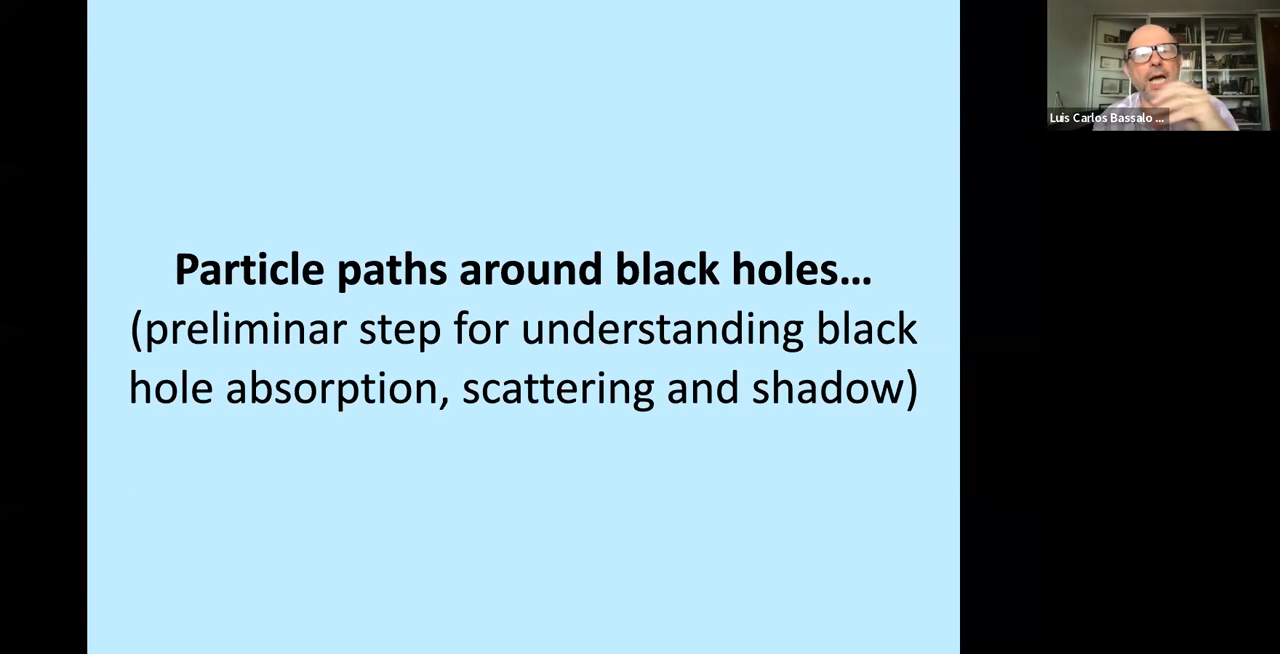 Particle paths around black holes...
(preliminar step for understanding black
hole absorption, scattering and shadow)
Luis Carlos Bassalo ...